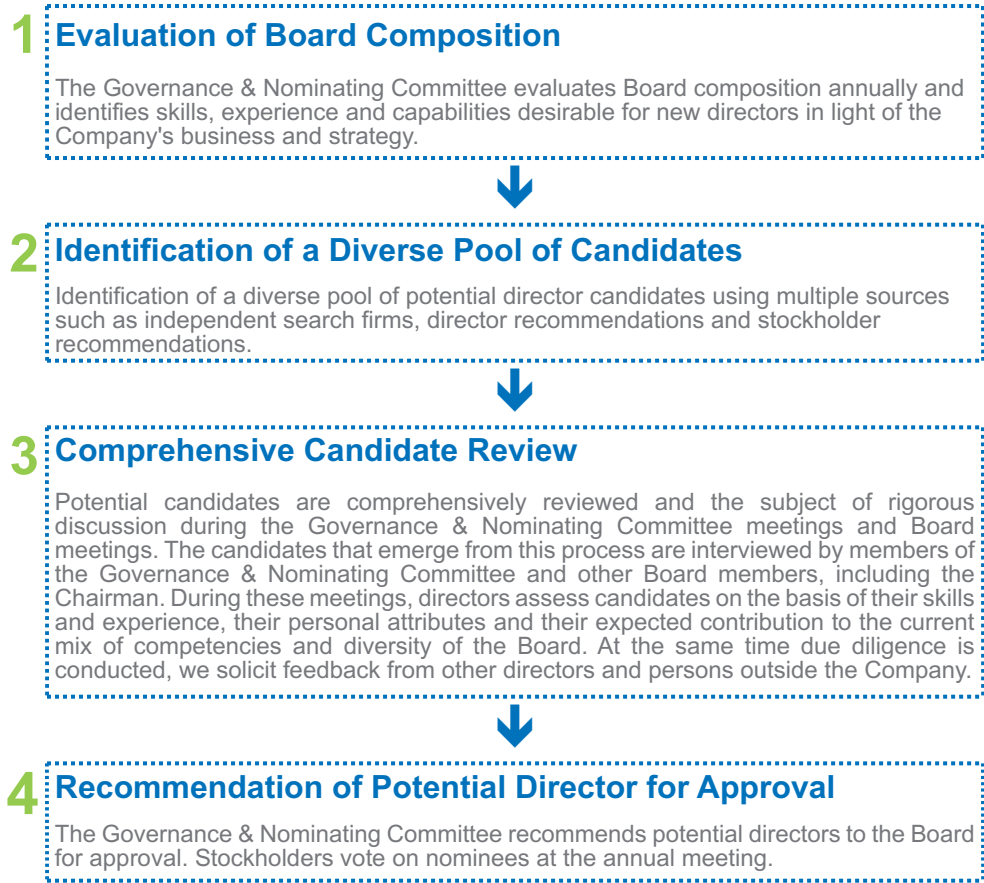 1
Evaluation of Board Composition
The Governance & Nominating Committee evaluates Board composition annually and
identifies skills, experience and capabilities desirable for new directors in light of the
Company's business and strategy.
2
Identification of a Diverse Pool of Candidates
Identification of a diverse pool of potential director candidates using multiple sources
such as independent search firms, director recommendations and stockholder
recommendations.
3
Comprehensive Candidate Review
Potential candidates are comprehensively reviewed and the subject of rigorous
discussion during the Governance & Nominating Committee meetings and Board
meetings. The candidates that emerge from this process are interviewed by members of
the Governance & Nominating Committee and other Board members, including the
Chairman. During these meetings, directors assess candidates on the basis of their skills
and experience, their personal attributes and their expected contribution to the current
mix of competencies and diversity of the Board. At the same time due diligence is
conducted, we solicit feedback from other directors and persons outside the Company.
4
Recommendation of Potential Director for Approval
The Governance & Nominating Committee recommends potential directors to the Board
for approval. Stockholders vote on nominees at the annual meeting.